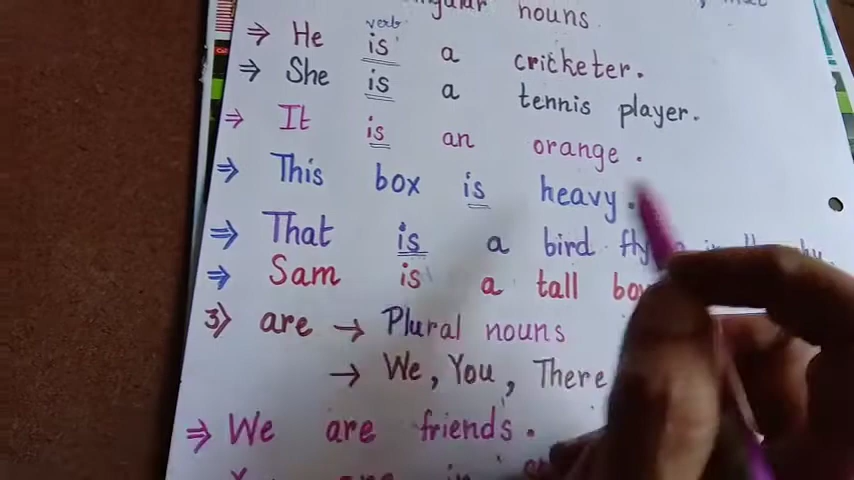 nouns
verb
⇒ He is a cricketer.
⇒ She is a tennis player.
⇒ It is an orange.
⇒ This box is heavy.
⇒ That is a bird
⇒ Sam is a tall
3⟩ are → Plural nouns
→ We, You, There
⇒ We are friends.